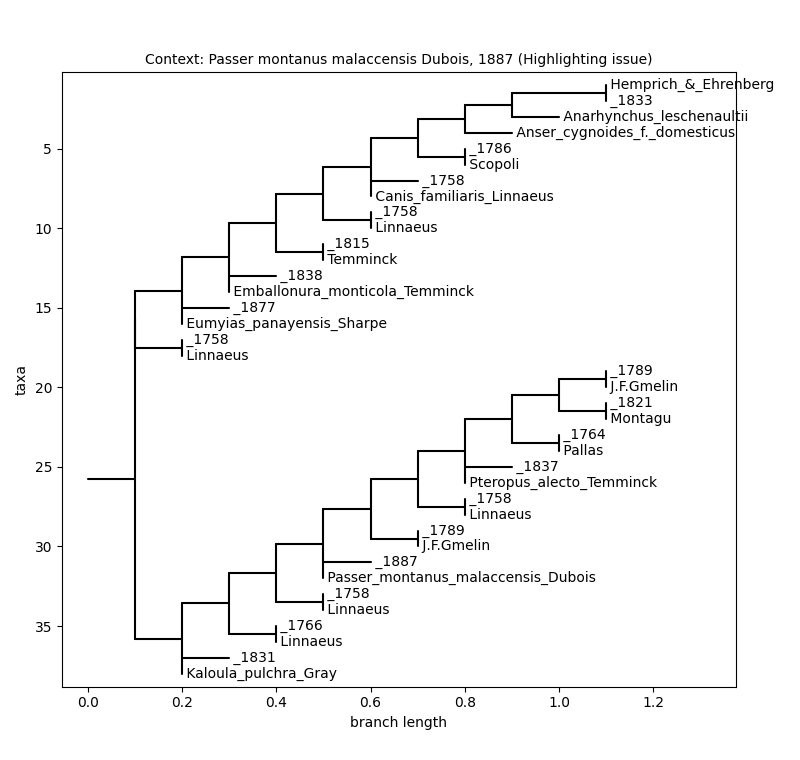 Context: Passer montanus malaccensis Dubois, 1887 (Highlighting issue)
Hemprich_&_Ehrenberg
_1833
Anarhynchus_leschenaultii
Anser_cygnoides_f._domesticus
_1786
Scopoli
_1758
Canis_familiaris_Linnaeus
_1758
Linnaeus
_1815
Temminck
_1838
Emballonura_monticola_Temminck
_1877
Eumyias_panayensis_Sharpe
_1758
Linnaeus
_1789
J.F.Gmelin
_1821
Montagu
_1764
Pallas
_1837
Pteropus_alecto_Temminck
_1758
Linnaeus
_1789
J.F.Gmelin
_1887
Passer_montanus_malaccensis_Dubois
_1758
Linnaeus
_1766
Linnaeus
_1831
Kaloula_pulchra_Gray
5
10
15
20
25
30
35
taxa
0.0 0.2 0.4 0.6 0.8 1.0 1.2
branch length